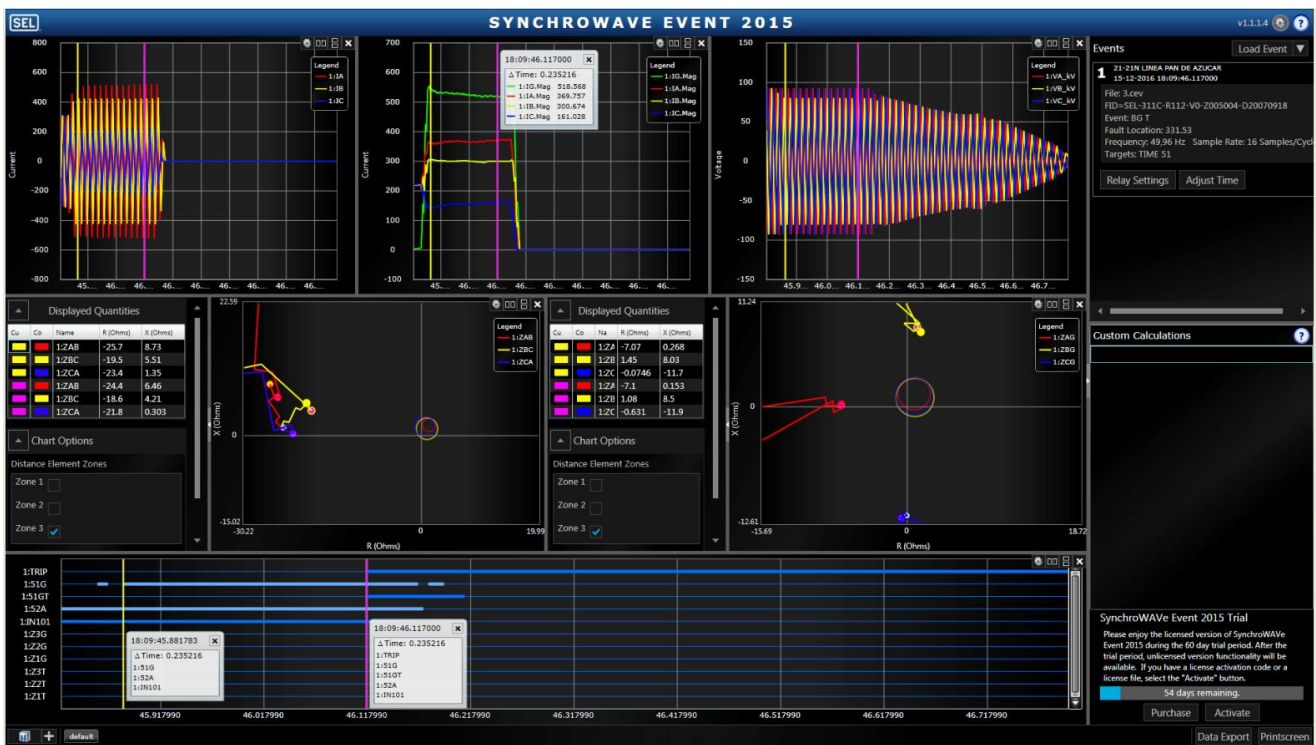 SEL
SYNCHROWAVE EVENT 2015
v1.1.1.4
800
600
400
200
0
-200
-400
-600
-800
Current
45... 46... 46... 46... 46... 46... 46... 46...
Legend
1:IA
1:IB
1:IC
700
600
500
400
300
200
100
0
-100
Current
45... 46... 46... 46... 46... 46... 46... 46...
18:09:46.117000
Δ Time: 0.235216
1:IG.Mag 518.568
1:IA.Mag 369.757
1:IB.Mag 300.674
1:IC.Mag 161.028
Legend
1:IG.Mag
1:IA.Mag
1:IB.Mag
1:IC.Mag
150
100
50
0
-50
-100
-150
Voltage
45.9... 46.0... 46.1... 46.2... 46.3... 46.4... 46.5... 46.6... 46.7...
Legend
1:VA_kV
1:VB_kV
1:VC_kV
Events
Load Event
1 21-21N LINEA PAN DE AZUCAR
15-12-2016 18:09:46.117000
File: 3.cev
FID=SEL-311C-R112-V0-Z005004-D20070918
Event: BG T
Fault Location: 331.53
Frequency: 49,96 Hz Sample Rate: 16 Samples/Cycl
Targets: TIME 51
Relay Settings Adjust Time
Displayed Quantities
Cu Co Name R (Ohms) X (Ohms)
1:ZAB -25.7 8.73
1:ZBC -19.5 5.51
1:ZCA -23.4 1.35
1:ZAB -24.4 6.46
1:ZBC -18.6 4.21
1:ZCA -21.8 0.303
Chart Options
Distance Element Zones
Zone 1
Zone 2
Zone 3
22.59
0
-15.02
X (Ohms)
-30.22 0 19.99
R (Ohms)
Legend
1:ZAB
1:ZBC
1:ZCA
Displayed Quantities
Cu Co Na R (Ohms) X (Ohms)
1:ZA -7.07 0.268
1:ZB 1.45 8.03
1:ZC -0.0746 -11.7
1:ZA -7.1 0.153
1:ZB 1.08 8.5
1:ZC -0.631 -11.9
Chart Options
Distance Element Zones
Zone 1
Zone 2
Zone 3
11.24
0
-12.61
X (Ohms)
-15.69 0 18.72
R (Ohms)
Legend
1:ZAG
1:ZBG
1:ZCG
Custom Calculations
1:TRIP
1:51G
1:51GT
1:52A
1:IN101
1:Z3G
1:Z2G
1:Z1G
1:Z3T
1:Z2T
1:Z1T
18:09:45.881783
Δ Time: 0.235216
1:51G
1:52A
1:IN101
18:09:46.117000
Δ Time: 0.235216
1:TRIP
1:51G
1:51GT
1:52A
1:IN101
45.917990 46.017990 46.117990 46.217990 46.317990 46.417990 46.517990 46.617990 46.717990
SynchroWAVe Event 2015 Trial
Please enjoy the licensed version of SynchroWAVe
Event 2015 during the 60 day trial period. After the
trial period, unlicensed version functionality will be
available. If you have a license activation code or a
license file, select the "Activate" button.
54 days remaining.
Purchase Activate
default
Data Export Printscreen